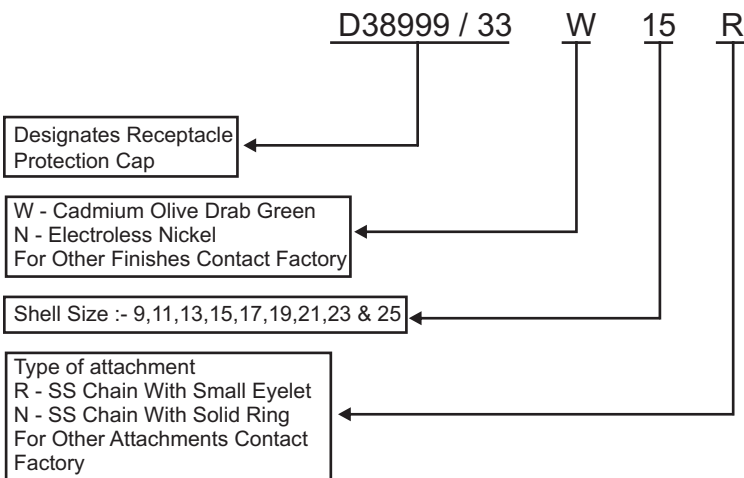 D38999 / 33 W 15 R
Designates Receptacle
Protection Cap
W - Cadmium Olive Drab Green
N - Electroless Nickel
For Other Finishes Contact Factory
Shell Size :- 9,11,13,15,17,19,21,23 & 25
Type of attachment
R - SS Chain With Small Eyelet
N - SS Chain With Solid Ring
For Other Attachments Contact
Factory